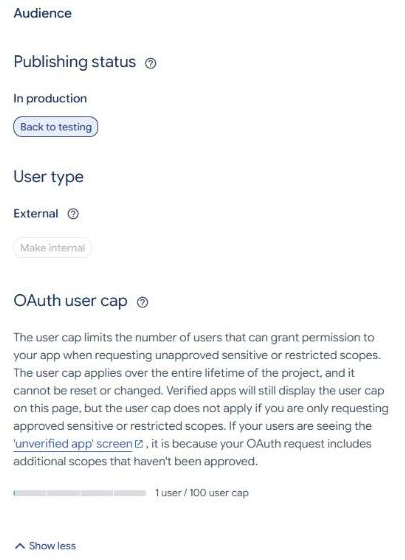 Audience
Publishing status
In production
Back to testing
User type
External
Make internal
OAuth user cap
The user cap limits the number of users that can grant permission to
your app when requesting unapproved sensitive or restricted scopes.
The user cap applies over the entire lifetime of the project, and it
cannot be reset or changed. Verified apps will still display the user cap
on this page, but the user cap does not apply if you are only requesting
approved sensitive or restricted scopes. If your users are seeing the
'unverified app' screen , it is because your OAuth request includes
additional scopes that haven't been approved.
1 user / 100 user cap
Show less